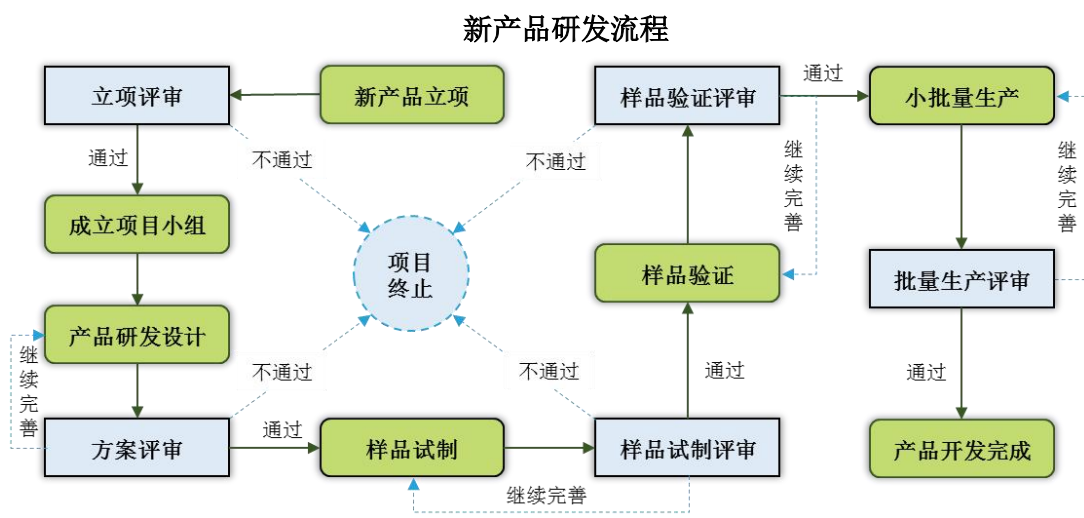 新产品研发流程
立项评审
新产品立项
样品验证评审
通过
小批量生产
通过
不通过
不通过
继续完善
继续完善
成立项目小组
项目
终止
样品验证
批量生产评审
产品研发设计
继续完善
不通过
不通过
通过
通过
方案评审
通过
样品试制
样品试制评审
产品开发完成
继续完善